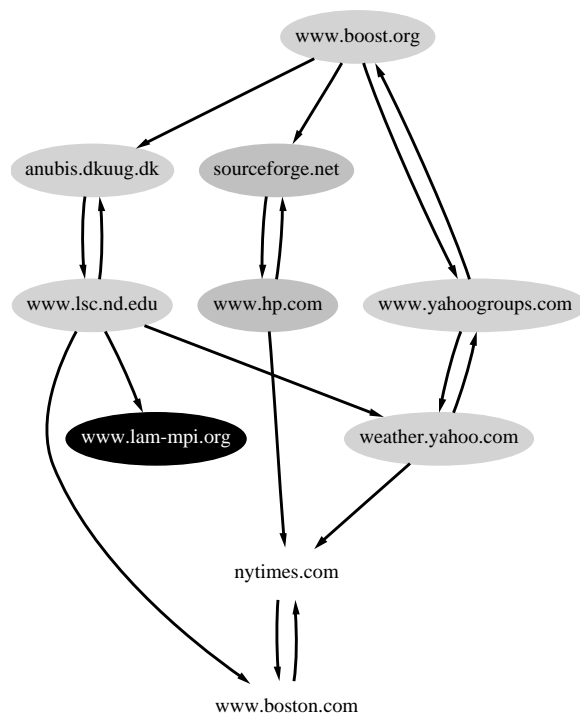 www.boost.org
anubis.dkuug.dk
sourceforge.net
www.lsc.nd.edu
www.hp.com
www.yahoogroups.com
www.lam-mpi.org
weather.yahoo.com
nytimes.com
www.boston.com